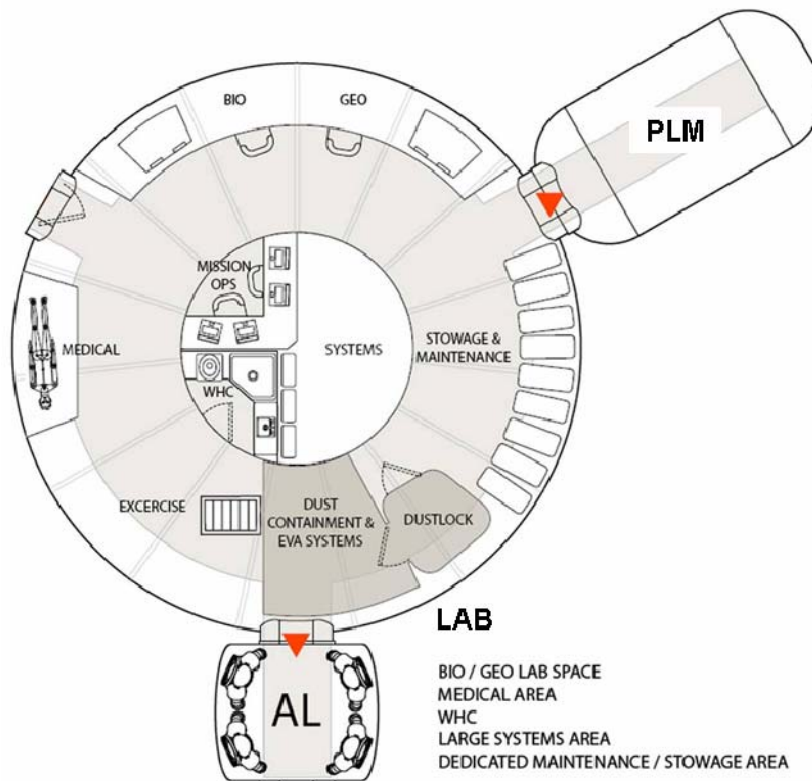 BIO
GEO
PLM
MISSION
OPS
MEDICAL
SYSTEMS
STOWAGE &
MAINTENANCE
WHC
EXCERCISE
DUST
CONTAINMENT &
EVA SYSTEMS
DUSTLOCK
LAB
AL
BIO / GEO LAB SPACE
MEDICAL AREA
WHC
LARGE SYSTEMS AREA
DEDICATED MAINTENANCE / STOWAGE AREA